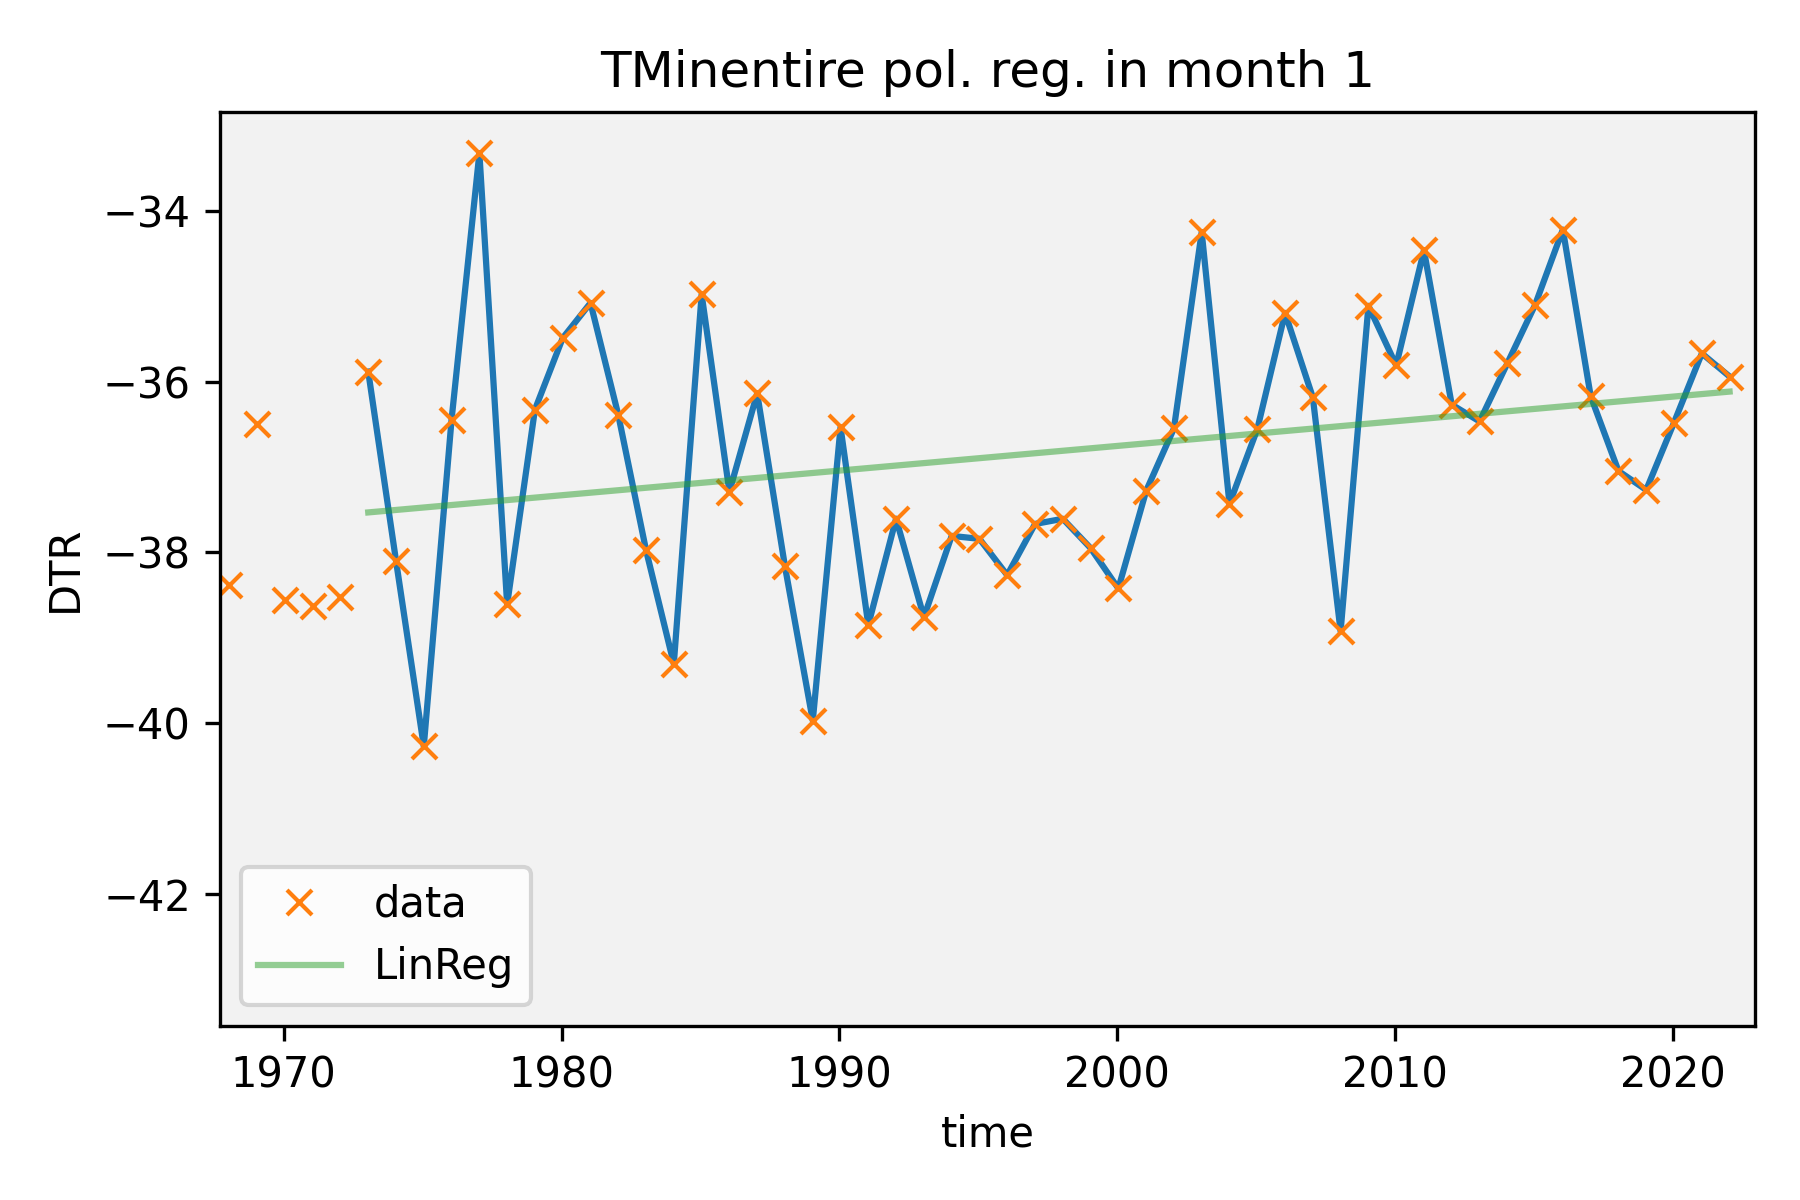 TMinentire pol. reg. in month 1
DTR
−34
−36
−38
−40
−42
data
LinReg
1970 1980 1990 2000 2010 2020
time